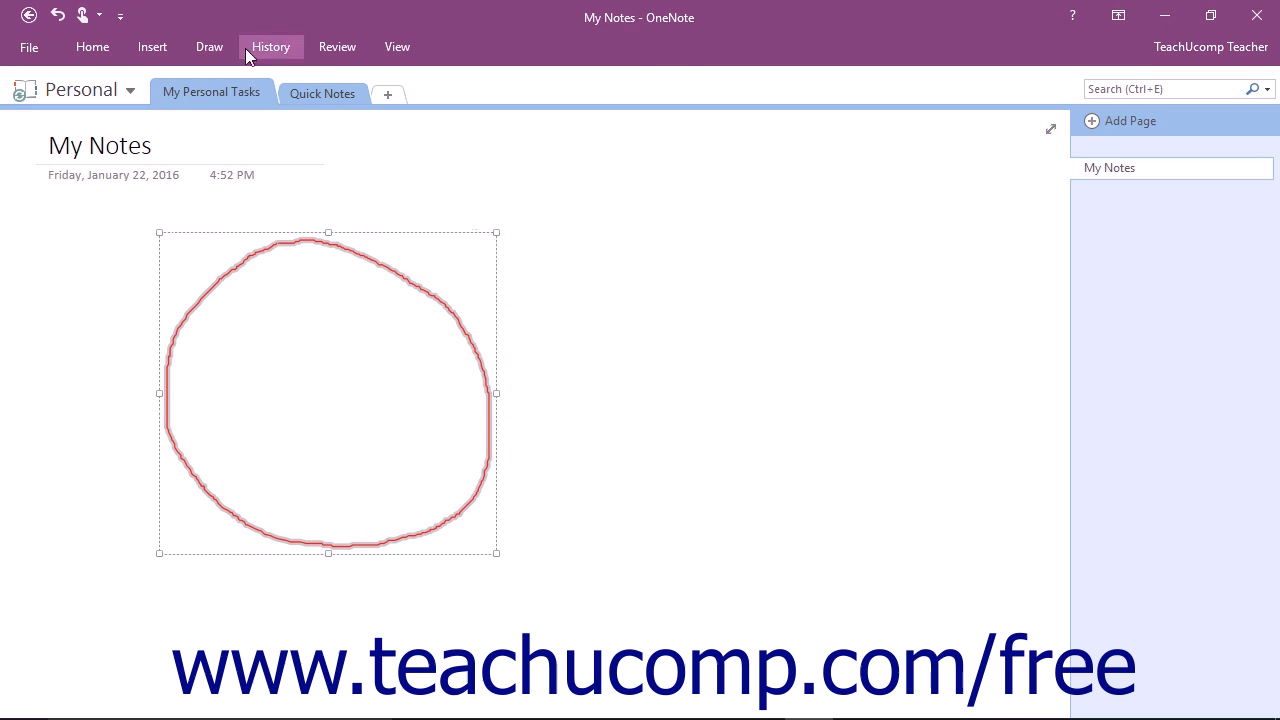 My Notes - OneNote
?
File Home Insert Draw History Review View TeachUcomp Teacher
Personal My Personal Tasks Quick Notes + Search (Ctrl+E)
Add Page
My Notes
Friday, January 22, 2016 4:52 PM
My Notes
www.teachucomp.com/free